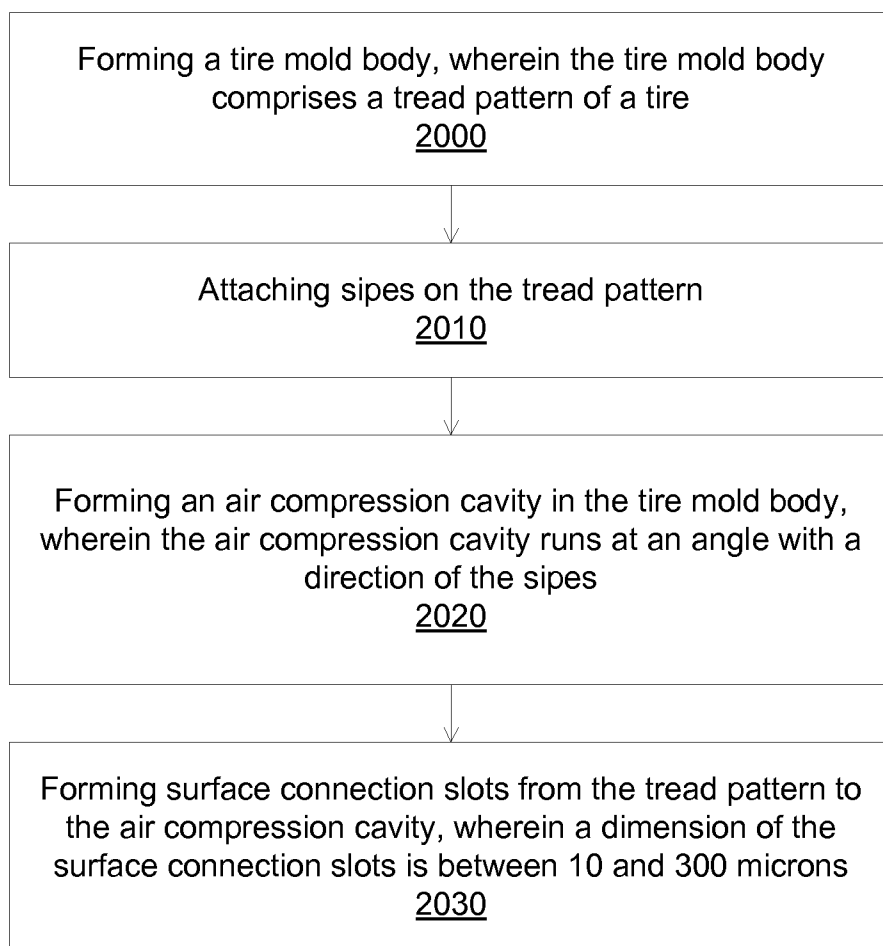 Forming a tire mold body, wherein the tire mold body
comprises a tread pattern of a tire
2000
Attaching sipes on the tread pattern
2010
Forming an air compression cavity in the tire mold body,
wherein the air compression cavity runs at an angle with a
direction of the sipes
2020
Forming surface connection slots from the tread pattern to
the air compression cavity, wherein a dimension of the
surface connection slots is between 10 and 300 microns
2030